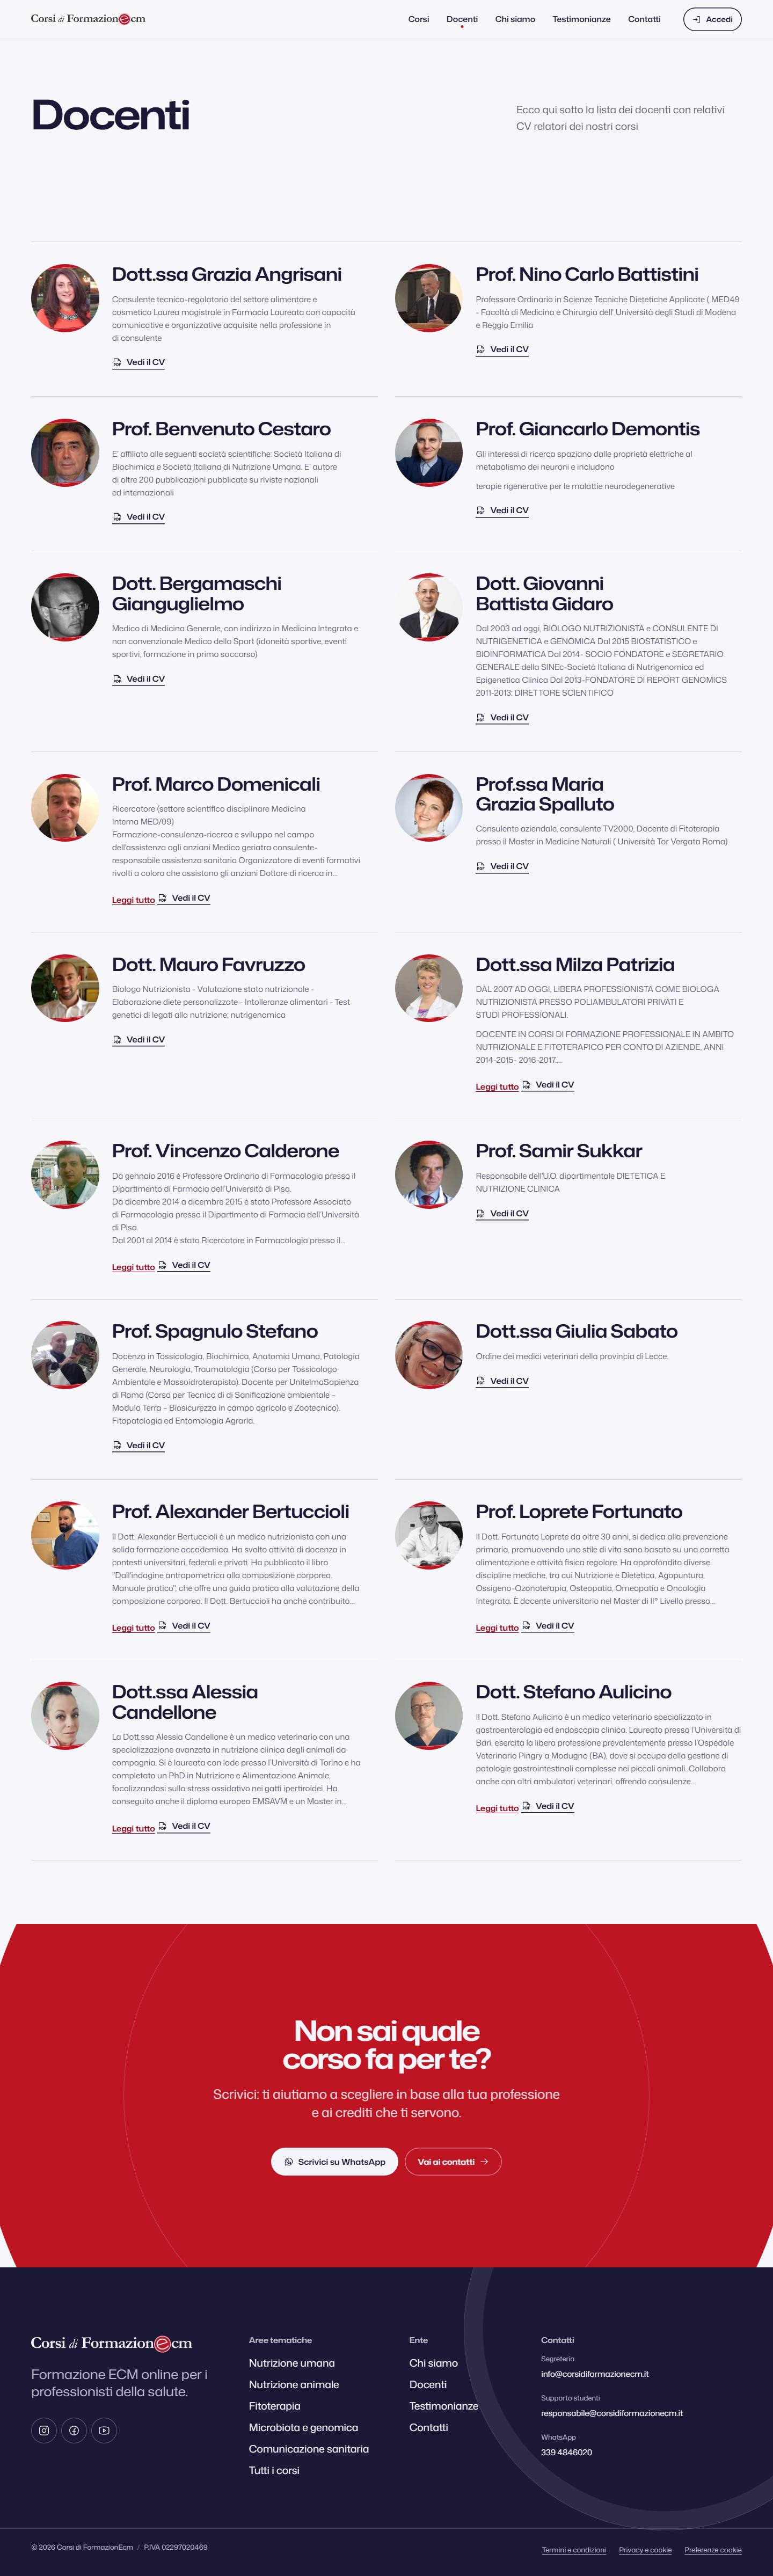 Corsi di Formazionecm
Corsi
Docenti
Chi siamo
Testimonianze
Contatti
Accedi
Docenti
Ecco qui sotto la lista dei docenti con relativi
CV relatori dei nostri corsi
Dott.ssa Grazia Angrisani
Consulente tecnico-regolatorio del settore alimentare e
cosmetico Laurea magistrale in Farmacia Laureata con capacità
comunicative e organizzative acquisite nella professione in
di consulente
Vedi il CV
Prof. Nino Carlo Battistini
Professore Ordinario in Scienze Tecniche Dietetiche Applicate ( MED49
- Facoltà di Medicina e Chirurgia dell' Università degli Studi di Modena
e Reggio Emilia
Vedi il CV
Prof. Benvenuto Cestaro
E' affiliato alle seguenti società scientifiche: Società Italiana di
Biochimica e Società Italiana di Nutrizione Umana. E' autore
di oltre 200 pubblicazioni pubblicate su riviste nazionali
ed internazionali
Vedi il CV
Prof. Giancarlo Demontis
Gli interessi di ricerca spaziano dalle proprietà elettriche al
metabolismo dei neuroni e includono
terapie rigenerative per le malattie neurodegenerative
Vedi il CV
Dott. Bergamaschi
Gianguglielmo
Medico di Medicina Generale, con indirizzo in Medicina Integrata e
non convenzionale Medico dello Sport (idoneità sportive, eventi
sportivi, formazione in primo soccorso)
Vedi il CV
Dott. Giovanni
Battista Gidaro
Dal 2003 ad oggi, BIOLOGO NUTRIZIONISTA e CONSULENTE DI
NUTRIGENETICA e GENOMICA Dal 2015 BIOSTATISTICO e
BIOINFORMATICA Dal 2014- SOCIO FONDATORE e SEGRETARIO
GENERALE della SINEc-Società Italiana di Nutrigenomica ed
Epigenetica Clinica Dal 2013-FONDATORE DI REPORT GENOMICS
2011-2013: DIRETTORE SCIENTIFICO
Vedi il CV
Prof. Marco Domenicali
Ricercatore (settore scientifico disciplinare Medicina
Interna MED/09)
Formazione-consulenza-ricerca e sviluppo nel campo
dell'assistenza agli anziani Medico geriatra consulente-
responsabile assistenza sanitaria Organizzatore di eventi formativi
rivolti a coloro che assistono gli anziani Dottore di ricerca in...
Leggi tutto
Vedi il CV
Prof.ssa Maria
Grazia Spalluto
Consulente aziendale, consulente TV2000, Docente di Fitoterapia
presso il Master in Medicine Naturali ( Università Tor Vergata Roma)
Vedi il CV
Dott. Mauro Favruzzo
Biologo Nutrizionista - Valutazione stato nutrizionale -
Elaborazione diete personalizzate - Intolleranze alimentari - Test
genetici di legati alla nutrizione: nutrigenomica
Vedi il CV
Dott.ssa Milza Patrizia
DAL 2007 AD OGGI, LIBERA PROFESSIONISTA COME BIOLOGA
NUTRIZIONISTA PRESSO POLIAMBULATORI PRIVATI E
STUDI PROFESSIONALI.
DOCENTE IN CORSI DI FORMAZIONE PROFESSIONALE IN AMBITO
NUTRIZIONALE E FITOTERAPICO PER CONTO DI AZIENDE, ANNI
2014-2015- 2016-2017....
Leggi tutto
Vedi il CV
Prof. Vincenzo Calderone
Da gennaio 2016 è Professore Ordinario di Farmacologia presso il
Dipartimento di Farmacia dell'Università di Pisa.
Da dicembre 2014 a dicembre 2015 è stato Professore Associato
di Farmacologia presso il Dipartimento di Farmacia dell'Università
di Pisa.
Dal 2001 al 2014 è stato Ricercatore in Farmacologia presso il...
Leggi tutto
Vedi il CV
Prof. Samir Sukkar
Responsabile dell'U.O. dipartimentale DIETETICA E
NUTRIZIONE CLINICA
Vedi il CV
Prof. Spagnulo Stefano
Docenza in Tossicologia, Biochimica, Anatomia Umana, Patologia
Generale, Neurologia, Traumatologia (Corso per Tossicologo
Ambientale e Massoidroterapista). Docente per UnitelmaSapienza
di Roma (Corso per Tecnico di di Sanificazione ambientale –
Modulo Terra – Biosicurezza in campo agricolo e Zootecnico).
Fitopatologia ed Entomologia Agraria.
Vedi il CV
Dott.ssa Giulia Sabato
Ordine dei medici veterinari della provincia di Lecce.
Vedi il CV
Prof. Alexander Bertuccioli
Il Dott. Alexander Bertuccioli è un medico nutrizionista con una
solida formazione accademica. Ha svolto attività di docenza in
contesti universitari, federali e privati. Ha pubblicato il libro
"Dall'indagine antropometrica alla composizione corporea.
Manuale pratico", che offre una guida pratica alla valutazione della
composizione corporea. Il Dott. Bertuccioli ha anche contribuito...
Leggi tutto
Vedi il CV
Prof. Loprete Fortunato
Il Dott. Fortunato Loprete da oltre 30 anni, si dedica alla prevenzione
primaria, promuovendo uno stile di vita sano basato su una corretta
alimentazione e attività fisica regolare. Ha approfondito diverse
discipline mediche, tra cui Nutrizione e Dietetica, Agopuntura,
Ossigeno-Ozonoterapia, Osteopatia, Omeopatia e Oncologia
Integrata. È docente universitario nel Master di II° Livello presso...
Leggi tutto
Vedi il CV
Dott.ssa Alessia
Candellone
La Dott.ssa Alessia Candellone è un medico veterinario con una
specializzazione avanzata in nutrizione clinica degli animali da
compagnia. Si è laureata con lode presso l'Università di Torino e ha
completato un PhD in Nutrizione e Alimentazione Animale,
focalizzandosi sullo stress ossidativo nei gatti ipertiroidei. Ha
conseguito anche il diploma europeo EMSAVM e un Master in...
Leggi tutto
Vedi il CV
Dott. Stefano Aulicino
Il Dott. Stefano Aulicino è un medico veterinario specializzato in
gastroenterologia ed endoscopia clinica. Laureato presso l'Università di
Bari, esercita la libera professione prevalentemente presso l'Ospedale
Veterinario Pingry a Modugno (BA), dove si occupa della gestione di
patologie gastrointestinali complesse nei piccoli animali. Collabora
anche con altri ambulatori veterinari, offrendo consulenze...
Leggi tutto
Vedi il CV
Non sai quale
corso fa per te?
Scrivici: ti aiutiamo a scegliere in base alla tua professione
e ai crediti che ti servono.
Scrivici su WhatsApp
Vai ai contatti
Corsi di Formazionecm
Formazione ECM online per i
professionisti della salute.
Aree tematiche
Nutrizione umana
Nutrizione animale
Fitoterapia
Microbiota e genomica
Comunicazione sanitaria
Tutti i corsi
Ente
Chi siamo
Docenti
Testimonianze
Contatti
Contatti
Segreteria
info@corsidiformazionecm.it
Supporto studenti
responsabile@corsidiformazionecm.it
WhatsApp
339 4846020
© 2026 Corsi di FormazionEcm / P.IVA 02297020469
Termini e condizioni
Privacy e cookie
Preferenze cookie